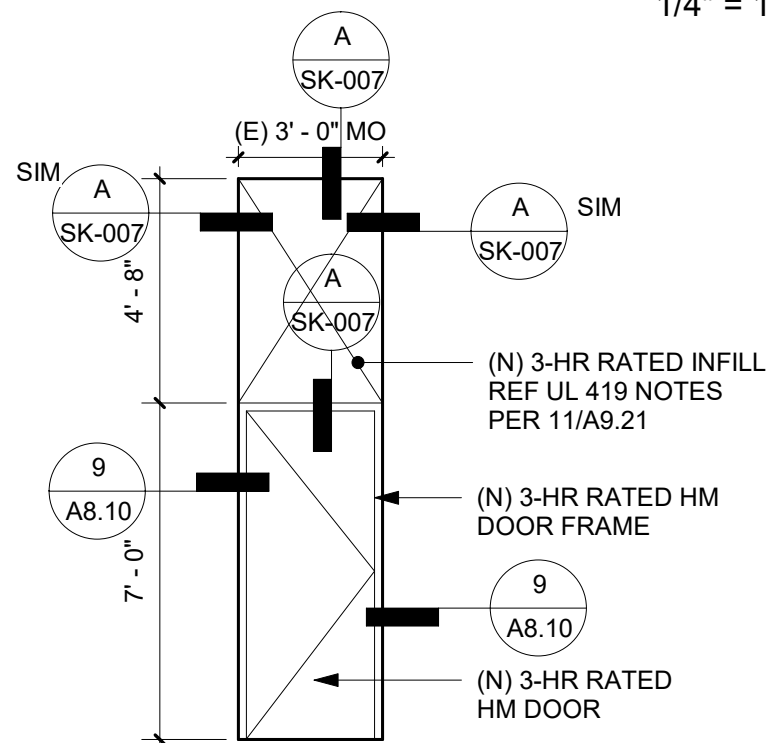 1/4" = 1
A
SK-007
(E) 3' - 0" MO
SIM
A
SK-007
A
SK-007
SIM
4' - 8"
A
SK-007
(N) 3-HR RATED INFILL
REF UL 419 NOTES
PER 11/A9.21
9
A8.10
(N) 3-HR RATED HM
DOOR FRAME
7' - 0"
9
A8.10
(N) 3-HR RATED
HM DOOR